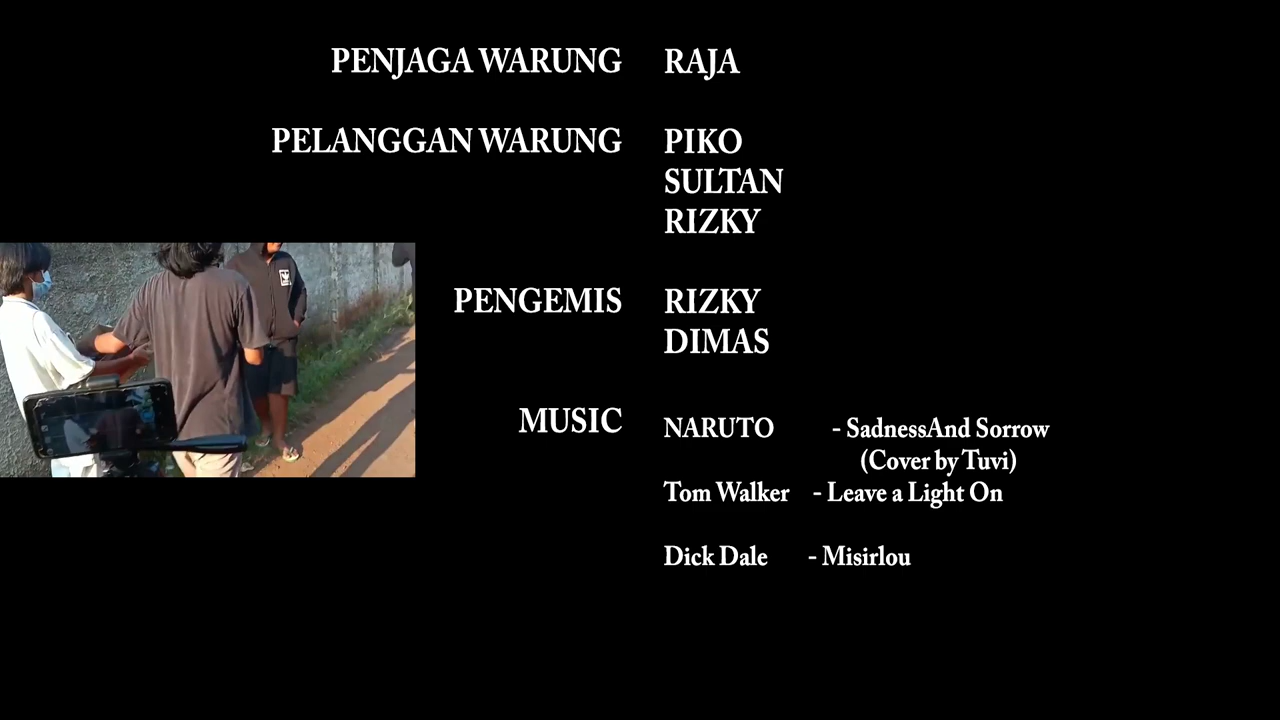 PENJAGA WARUNG RAJA
PELANGGAN WARUNG PIKO
SULTAN
RIZKY
PENGEMIS RIZKY
DIMAS
MUSIC NARUTO - SadnessAnd Sorrow
(Cover by Tuvi)
Tom Walker - Leave a Light On
Dick Dale - Misirlou